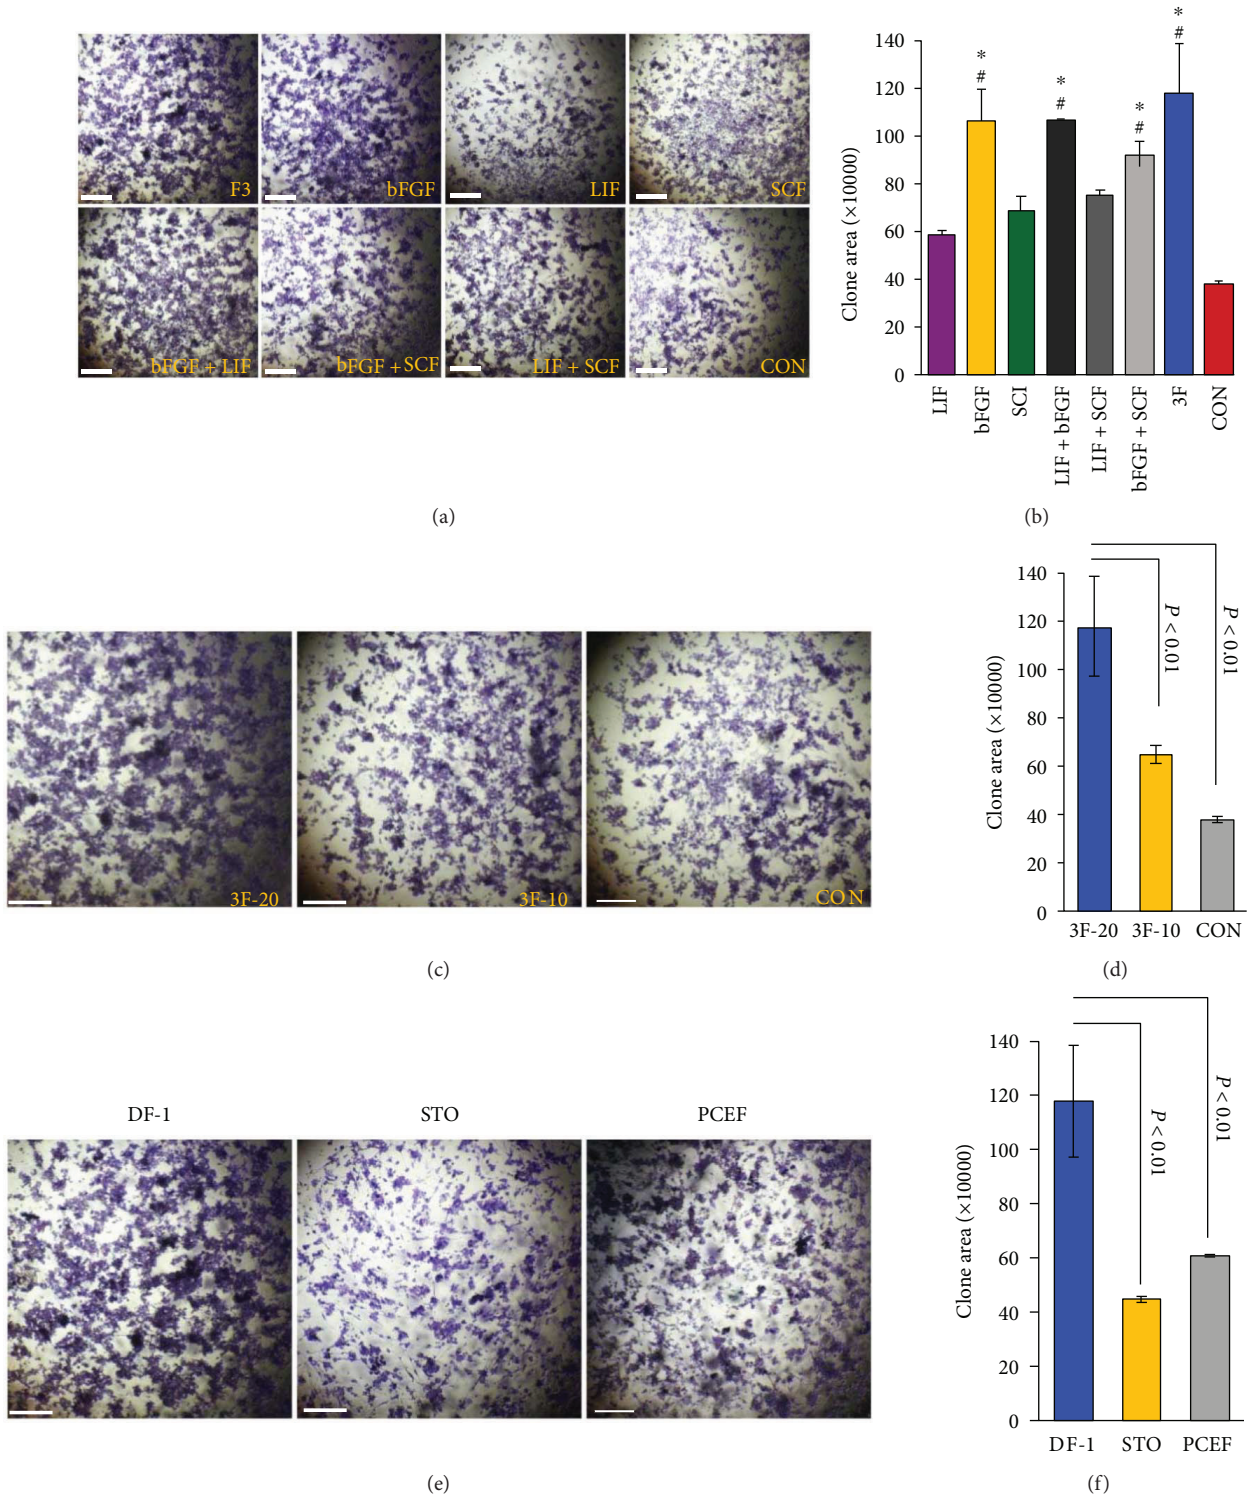 F3
bFGF
LIF
SCF
bFGF + LIF
bFGF + SCF
LIF + SCF
CON
(a)
Clone area (×10000)
140
120
100
80
60
40
20
0
*
#
*
#
*
#
*
#
LIF
bFGF
SCI
LIF + bFGF
LIF + SCF
bFGF + SCF
3F
CON
(b)
3F-20
3F-10
CON
(c)
Clone area (×10000)
140
120
100
80
60
40
20
0
P < 0.01
P < 0.01
3F-20 3F-10 CON
(d)
DF-1
STO
PCEF
(e)
Clone area (×10000)
140
120
100
80
60
40
20
0
P < 0.01
P < 0.01
DF-1 STO PCEF
(f)